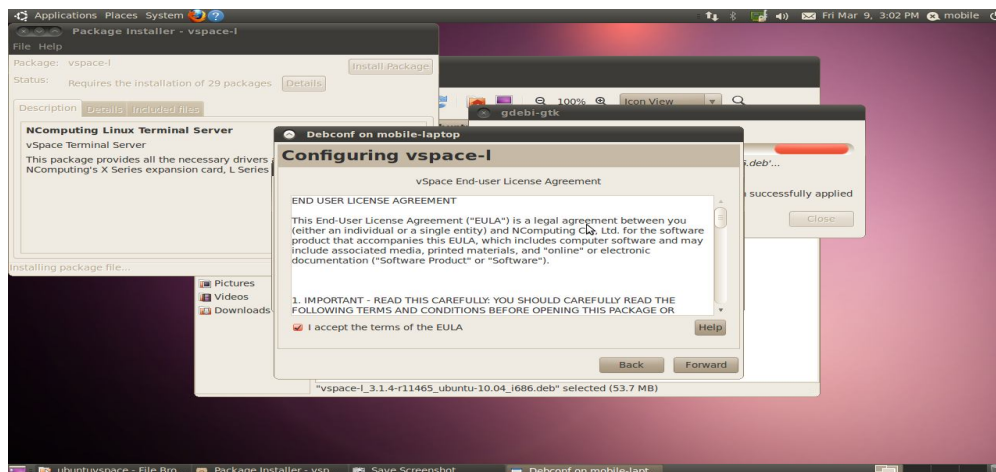 Applications Places System
Fri Mar 9, 3:02 PM mobile
Package Installer - vspace-l
File Help
Package: vspace-l
Install Package
Status: Requires the installation of 29 packages Details
Description Details Included files
NComputing Linux Terminal Server
vSpace Terminal Server
This package provides all the necessary drivers
NComputing's X Series expansion card, L Series
Installing package file...
100% Icon View
gdebi-gtk
.deb'...
successfully applied
Close
Debconf on mobile-laptop
Configuring vspace-l
vSpace End-user License Agreement
END USER LICENSE AGREEMENT
This End-User License Agreement ("EULA") is a legal agreement between you
(either an individual or a single entity) and NComputing Co., Ltd. for the software
product that accompanies this EULA, which includes computer software and may
include associated media, printed materials, and "online" or electronic
documentation ("Software Product" or "Software").
1. IMPORTANT - READ THIS CAREFULLY: YOU SHOULD CAREFULLY READ THE
FOLLOWING TERMS AND CONDITIONS BEFORE OPENING THIS PACKAGE OR
I accept the terms of the EULA
Help
Back Forward
Pictures
Videos
Downloads
"vspace-l_3.1.4-r11465_ubuntu-10.04_i686.deb" selected (53.7 MB)
ubuntuvspace - File Bro... Package Installer - vsp... Save Screenshot Debconf on mobile-lapt...